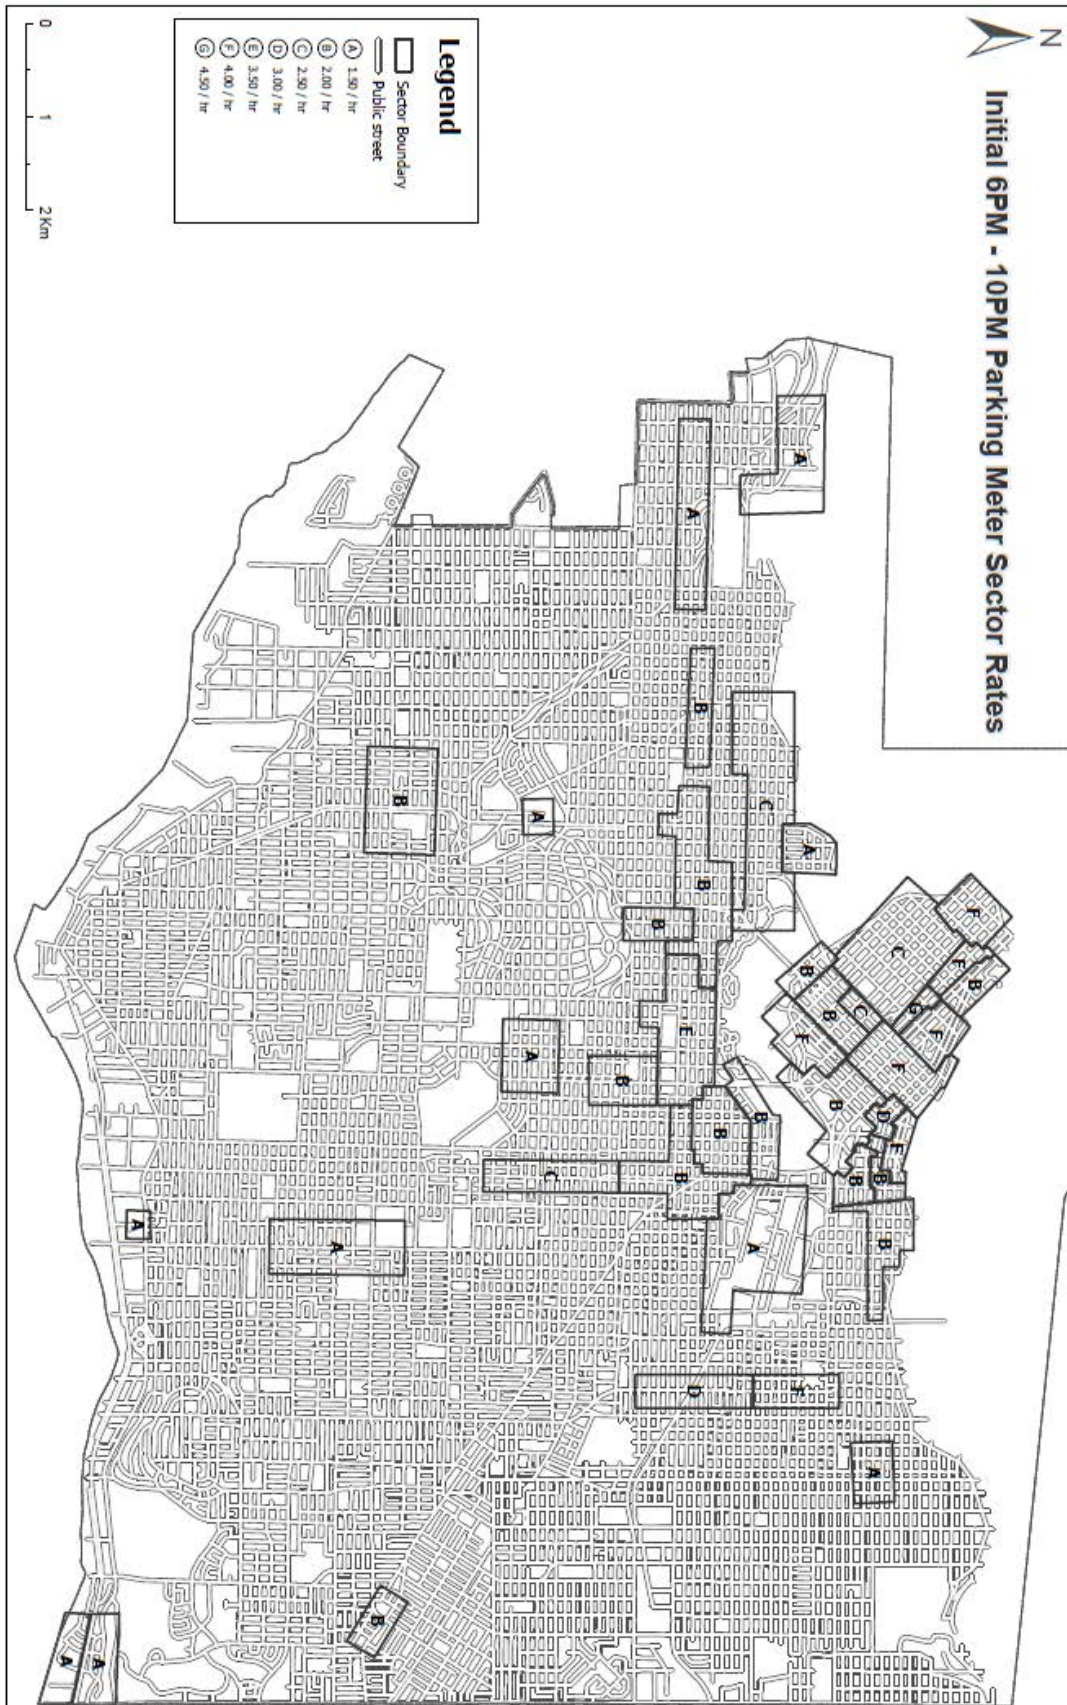 N
Initial 6PM - 10PM Parking Meter Sector Rates
F
B
F
F
G
C
F
E
B
D
B
A
C
B
B
B
A
B
F
A
F
C
B
A
B
B
B
D
A
E
B
B
B
C
A
A
B
B
A
A
A
A
Legend
Sector Boundary
Public street
A 1.50 / hr
B 2.00 / hr
C 2.50 / hr
D 3.00 / hr
E 3.50 / hr
F 4.00 / hr
G 4.50 / hr
0 1 2 Km